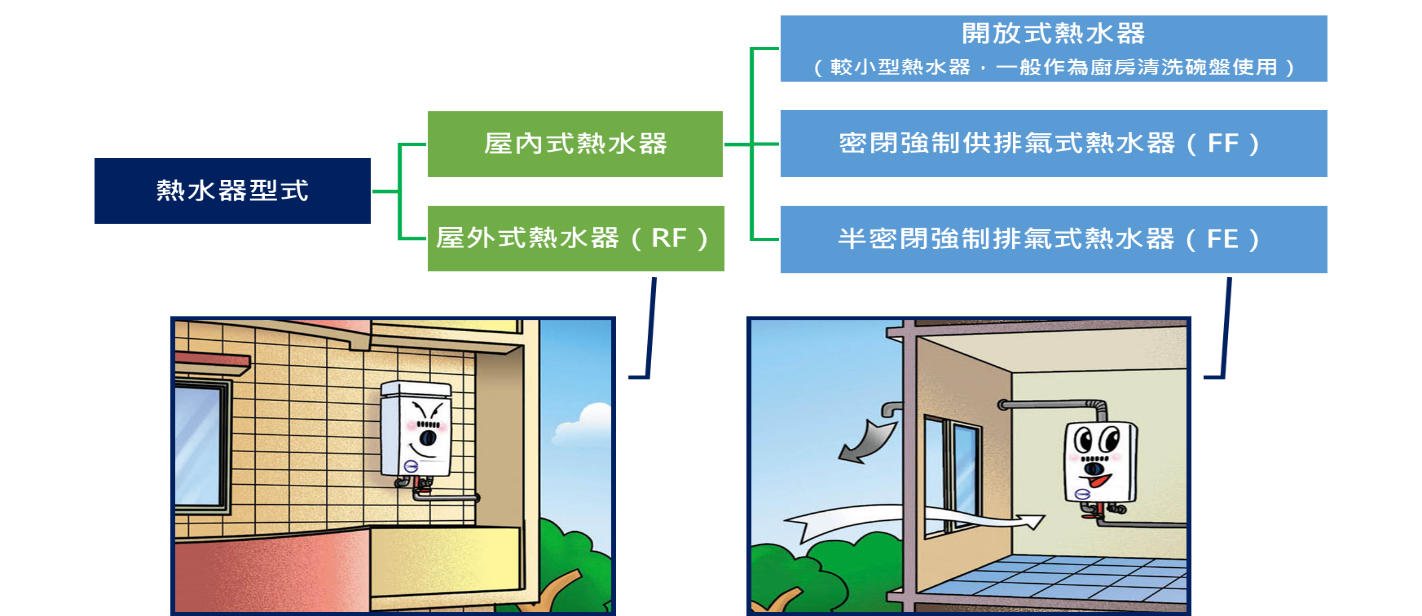 開放式熱水器
（較小型熱水器，一般作為廚房清洗碗盤使用）
屋內式熱水器
密閉強制供排氣式熱水器（FF）
熱水器型式
屋外式熱水器（RF）
半密閉強制排氣式熱水器（FE）